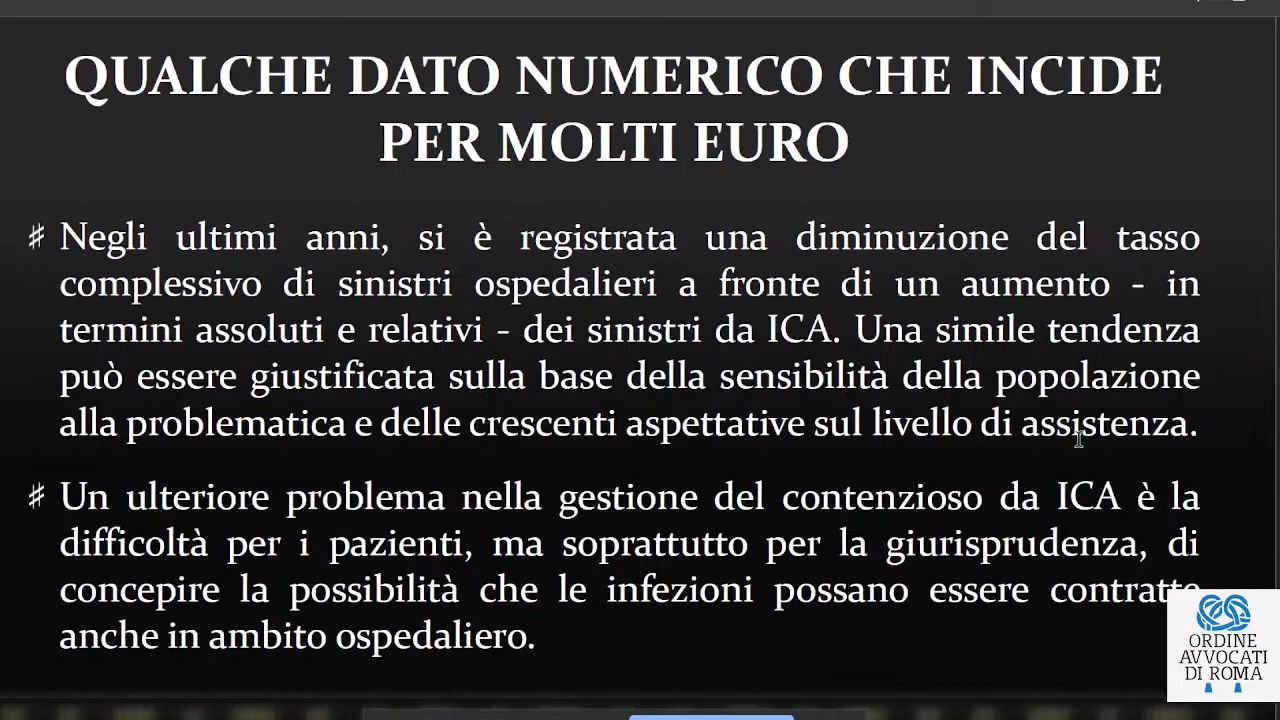 QUALCHE DATO NUMERICO CHE INCIDE
PER MOLTI EURO
Negli ultimi anni, si è registrata una diminuzione del tasso
complessivo di sinistri ospedalieri a fronte di un aumento - in
termini assoluti e relativi - dei sinistri da ICA. Una simile tendenza
può essere giustificata sulla base della sensibilità della popolazione
alla problematica e delle crescenti aspettative sul livello di assistenza.
Un ulteriore problema nella gestione del contenzioso da ICA è la
difficoltà per i pazienti, ma soprattutto per la giurisprudenza, di
concepire la possibilità che le infezioni possano essere contratte
anche in ambito ospedaliero.
ORDINE
AVVOCATI
DI ROMA